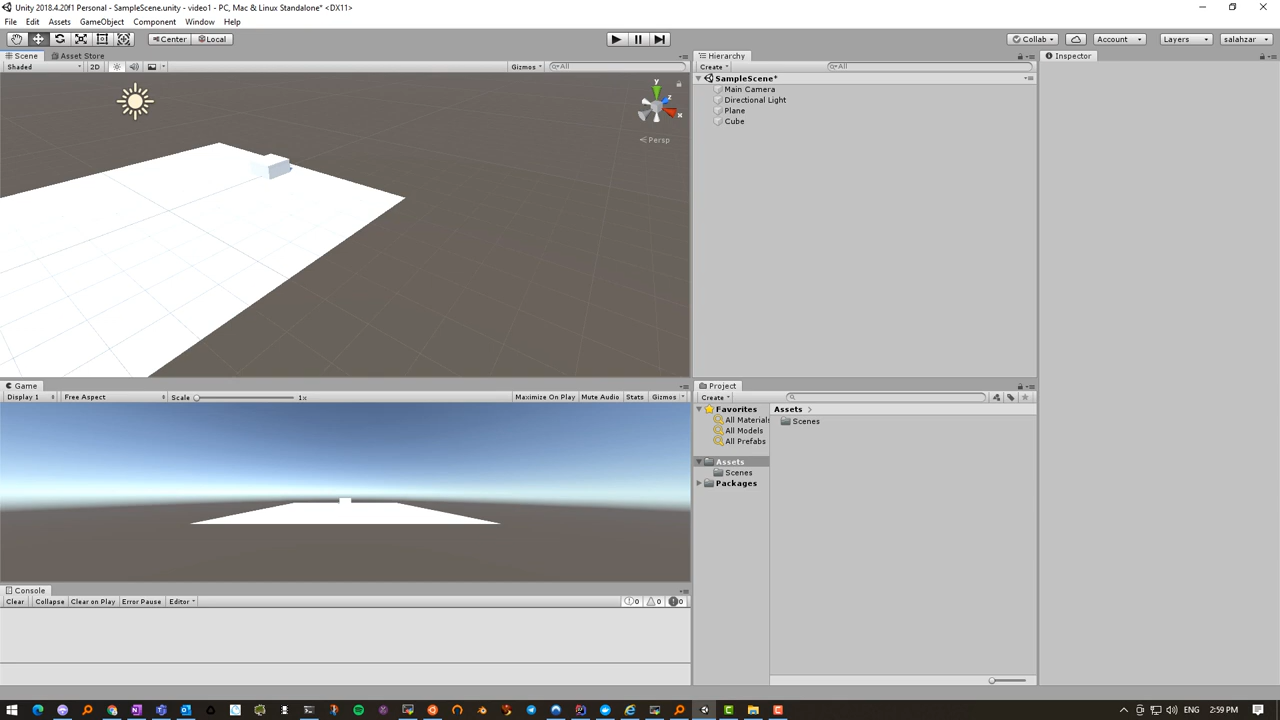 Unity 2018.4.20f1 Personal - SampleScene.unity - video1 - PC, Mac & Linux Standalone* <DX11>
File Edit Assets GameObject Component Window Help
Center Local Collab Account Layers salahzar
Scene Asset Store
Shaded 2D Gizmos All
y
z
x
Persp
Hierarchy
Create All
SampleScene*
Main Camera
Directional Light
Plane
Cube
Inspector
Game
Display 1 Free Aspect Scale 1x Maximize On Play Mute Audio Stats Gizmos
Console
Clear Collapse Clear on Play Error Pause Editor 0 0 0
Project
Create
Favorites
All Materials
All Models
All Prefabs
Assets
Scenes
Packages
Assets
Scenes
ENG 2:59 PM